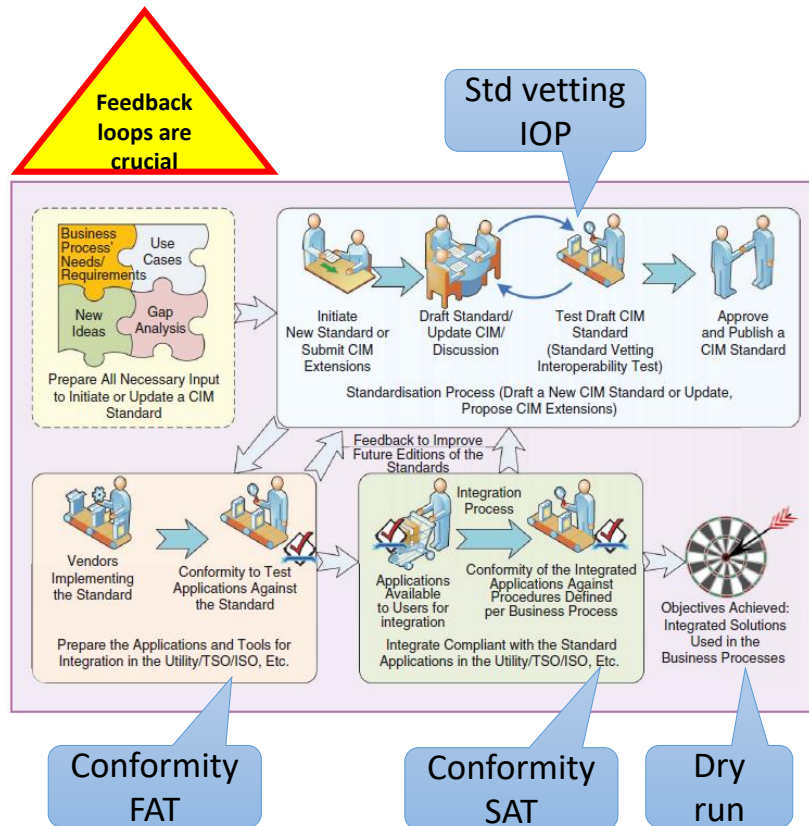 Feedback
loops are
crucial
Std vetting
IOP
Business
Process'
Needs/
Requirements
Use
Cases
New
Ideas
Gap
Analysis
Prepare All Necessary Input
to Initiate or Update a CIM
Standard
Initiate
New Standard or
Submit CIM
Extensions
Draft Standard/
Update CIM/
Discussion
Test Draft CIM
Standard
(Standard Vetting
Interoperability Test)
Approve
and Publish a
CIM Standard
Standardisation Process (Draft a New CIM Standard or Update,
Propose CIM Extensions)
Feedback to Improve
Future Editions of the
Standards
Vendors
Implementing
the Standard
Conformity to Test
Applications Against
the Standard
Prepare the Applications and Tools for
Integration in the Utility/TSO/ISO, Etc.
Integration
Process
Applications
Available
to Users for
integration
Conformity of the Integrated
Applications Against
Procedures Defined
per Business Process
Integrate Compliant with the Standard
Applications in the Utility/TSO/ISO, Etc.
Objectives Achieved:
Integrated Solutions
Used in the
Business Processes
Conformity
FAT
Conformity
SAT
Dry
run